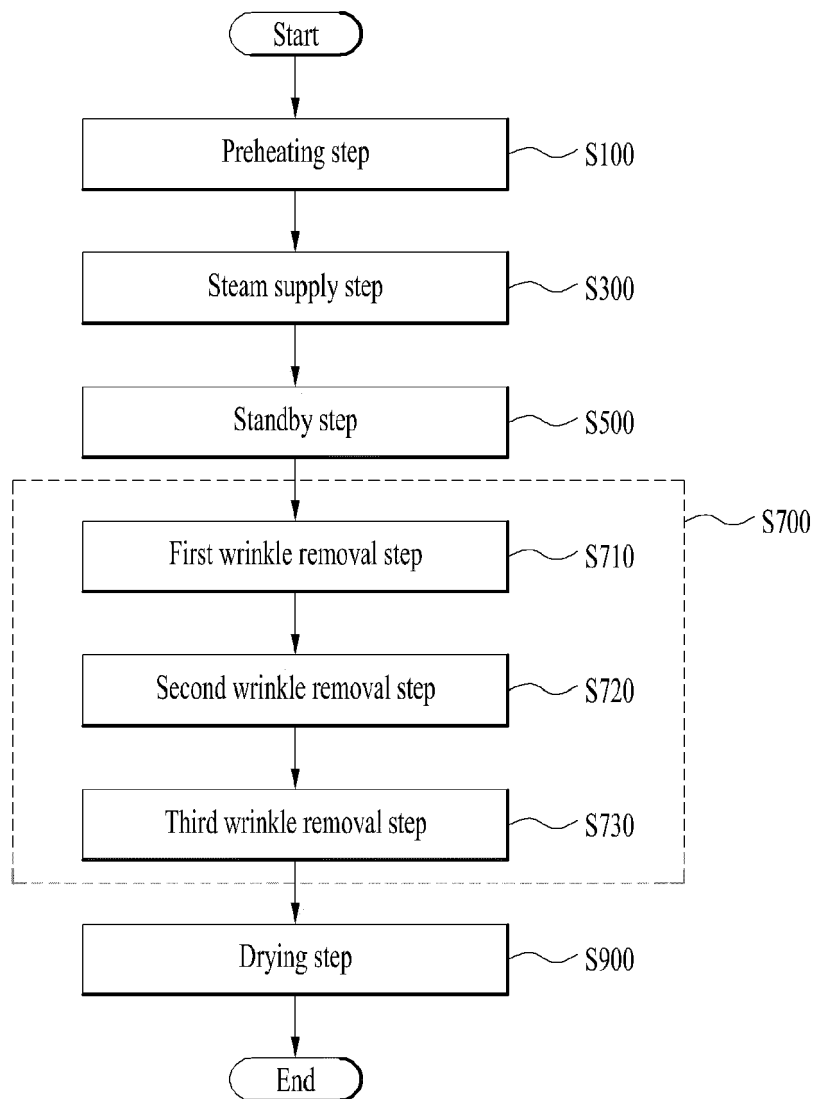 Start
Preheating step
S100
Steam supply step
S300
Standby step
S500
S700
First wrinkle removal step
S710
Second wrinkle removal step
S720
Third wrinkle removal step
S730
Drying step
S900
End